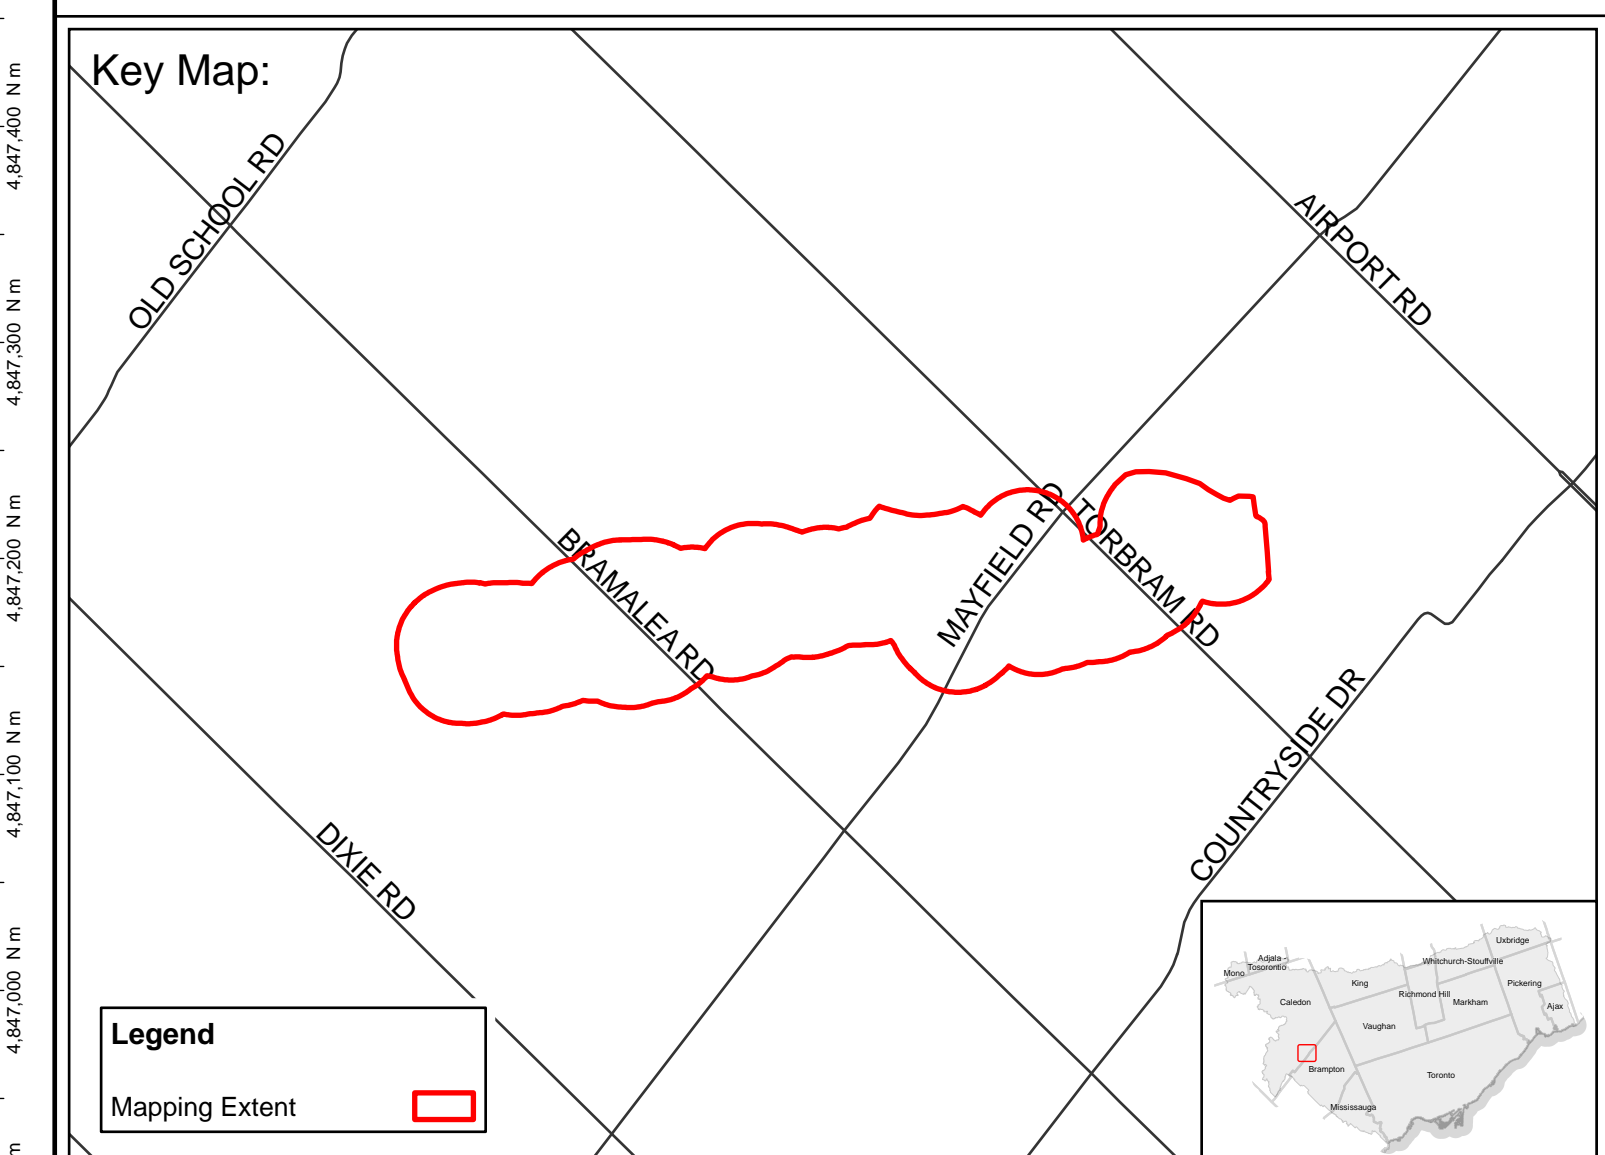 Key Map:
4,847,400 N m
4,847,300 N m
4,847,200 N m
4,847,100 N m
4,847,000 N m
m
OLD SCHOOL RD
AIRPORT RD
BRAMALEA RD
MAYFIELD RD
TORBRAM RD
COUNTRYSIDE DR
DIXIE RD
Legend
Mapping Extent
Uxbridge
Adjala -
Tosorontio
Mono
Whitchurch-Stouffville
King
Pickering
Caledon
Richmond Hill
Markham
Ajax
Vaughan
Brampton
Toronto
Mississauga